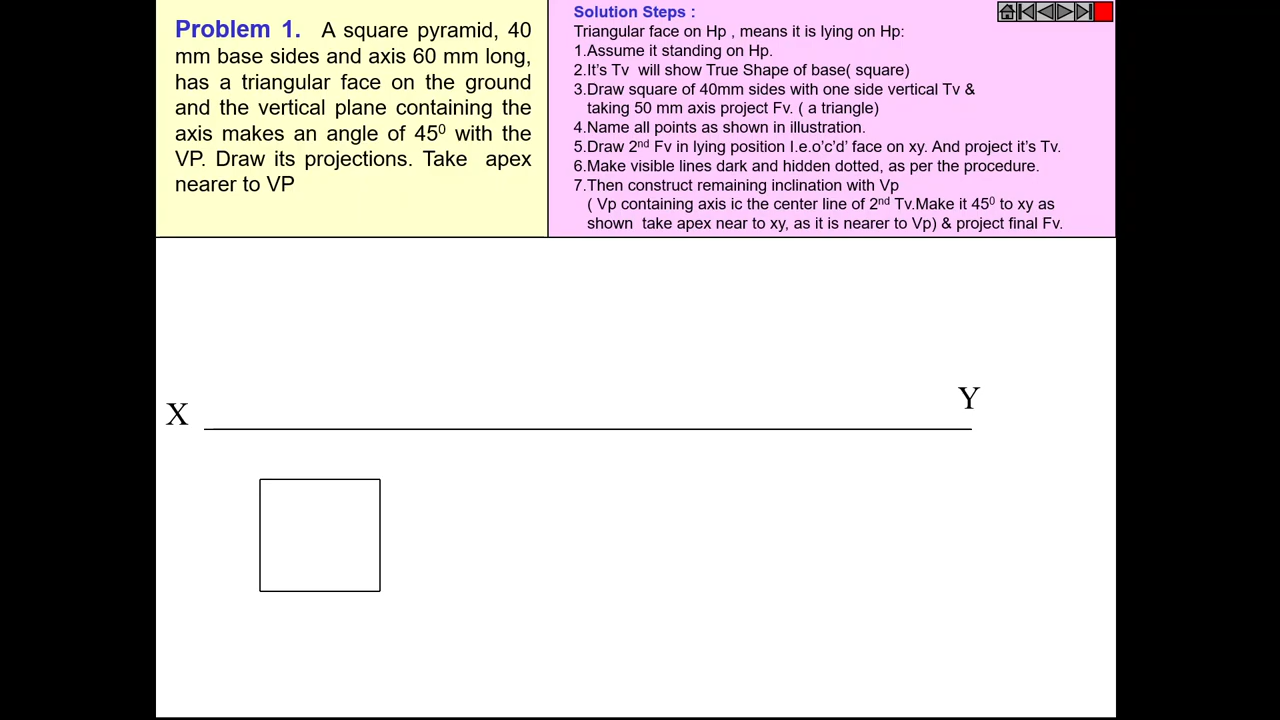 Problem 1. A square pyramid, 40
mm base sides and axis 60 mm long,
has a triangular face on the ground
and the vertical plane containing the
axis makes an angle of 45⁰ with the
VP. Draw its projections. Take apex
nearer to VP
Solution Steps :
Triangular face on Hp , means it is lying on Hp:
1.Assume it standing on Hp.
2.It’s Tv will show True Shape of base( square)
3.Draw square of 40mm sides with one side vertical Tv &
taking 50 mm axis project Fv. ( a triangle)
4.Name all points as shown in illustration.
5.Draw 2ⁿᵈ Fv in lying position I.e.o’c’d’ face on xy. And project it’s Tv.
6.Make visible lines dark and hidden dotted, as per the procedure.
7.Then construct remaining inclination with Vp
( Vp containing axis ic the center line of 2ⁿᵈ Tv.Make it 45⁰ to xy as
shown take apex near to xy, as it is nearer to Vp) & project final Fv.
X
Y